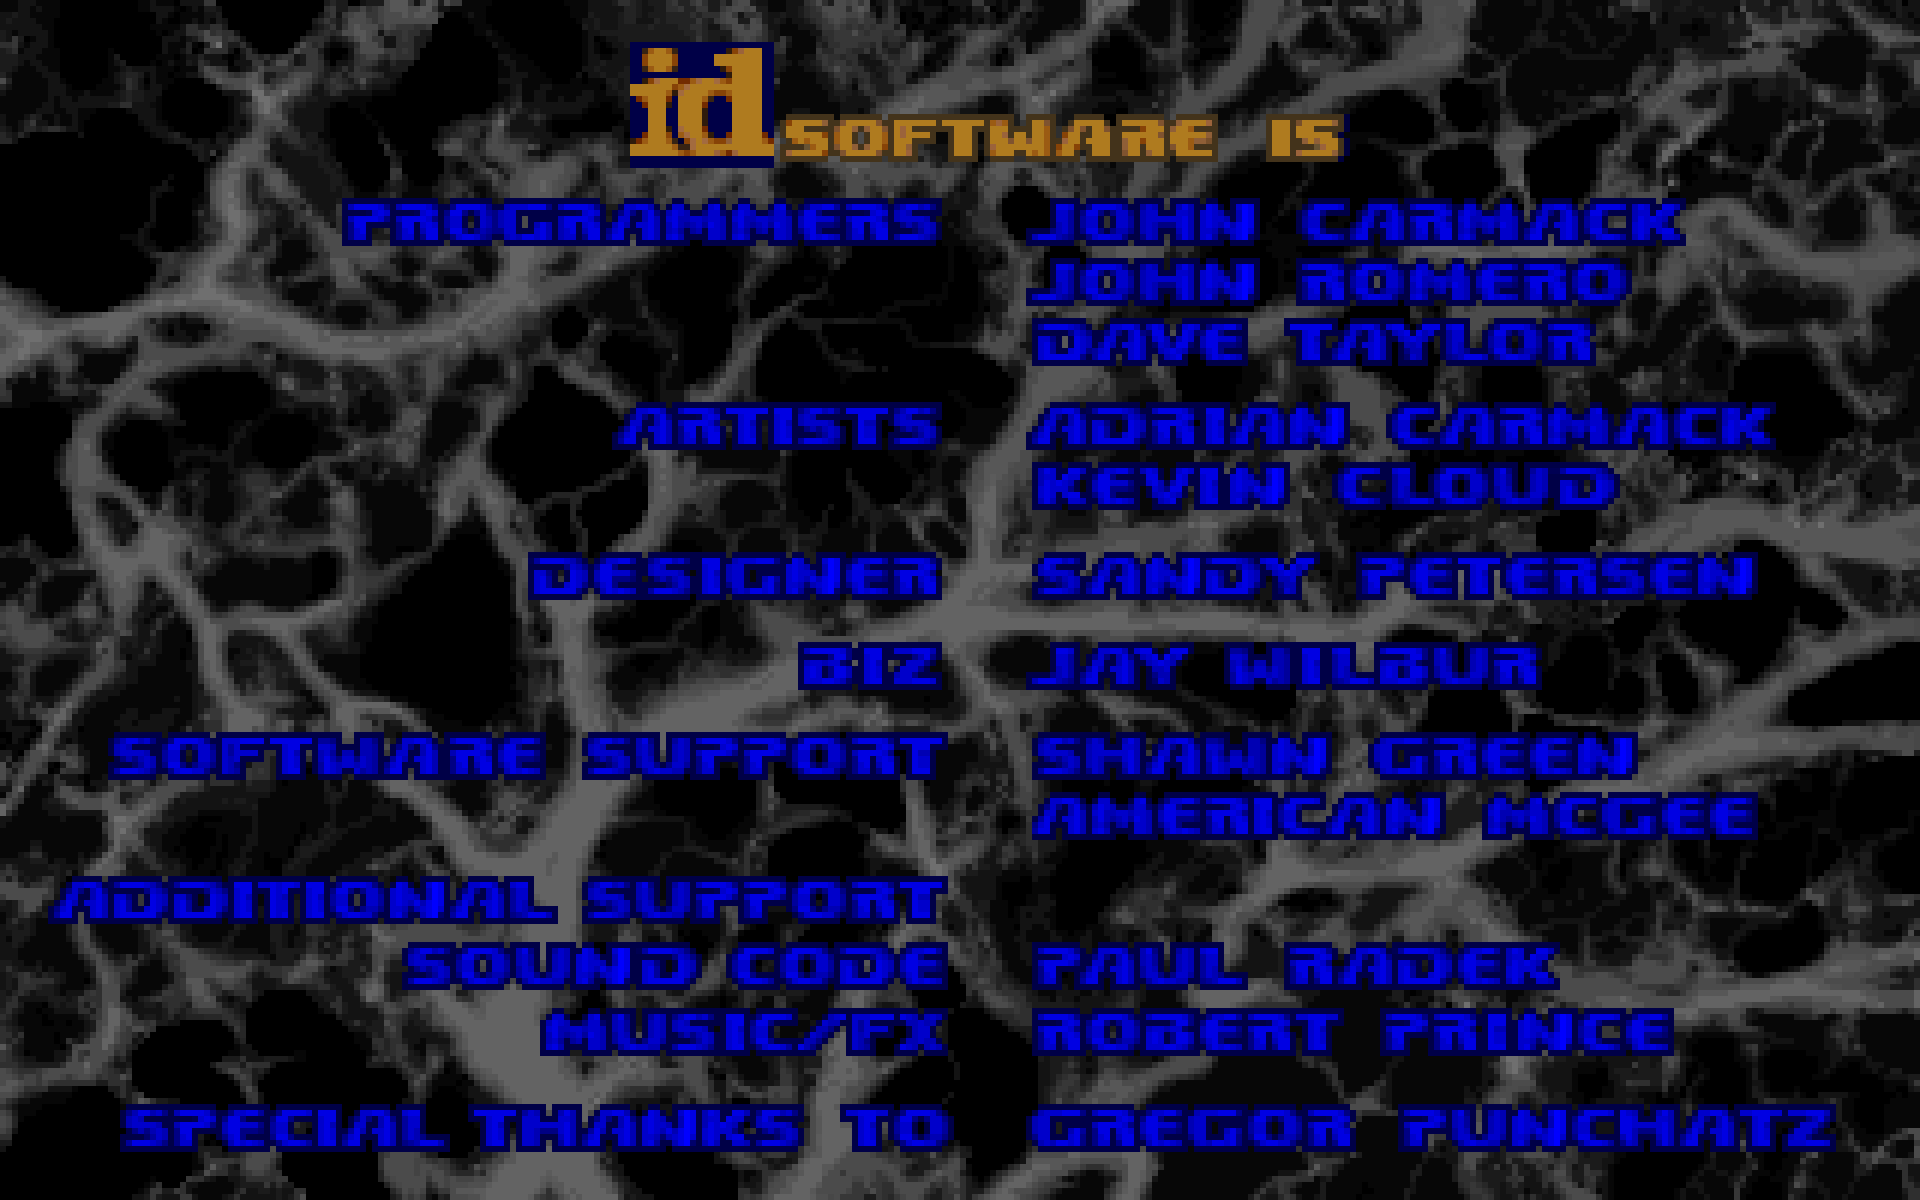 id SOFTWARE IS
PROGRAMMERS JOHN CARMACK
JOHN ROMERO
DAVE TAYLOR
ARTISTS ADRIAN CARMACK
KEVIN CLOUD
DESIGNER SANDY PETERSEN
BIZ JAY WILBUR
SOFTWARE SUPPORT SHAWN GREEN
AMERICAN MCGEE
ADDITIONAL SUPPORT
SOUND CODE PAUL RADEK
MUSIC/FX ROBERT PRINCE
SPECIAL THANKS TO GREGOR PUNCHATZ